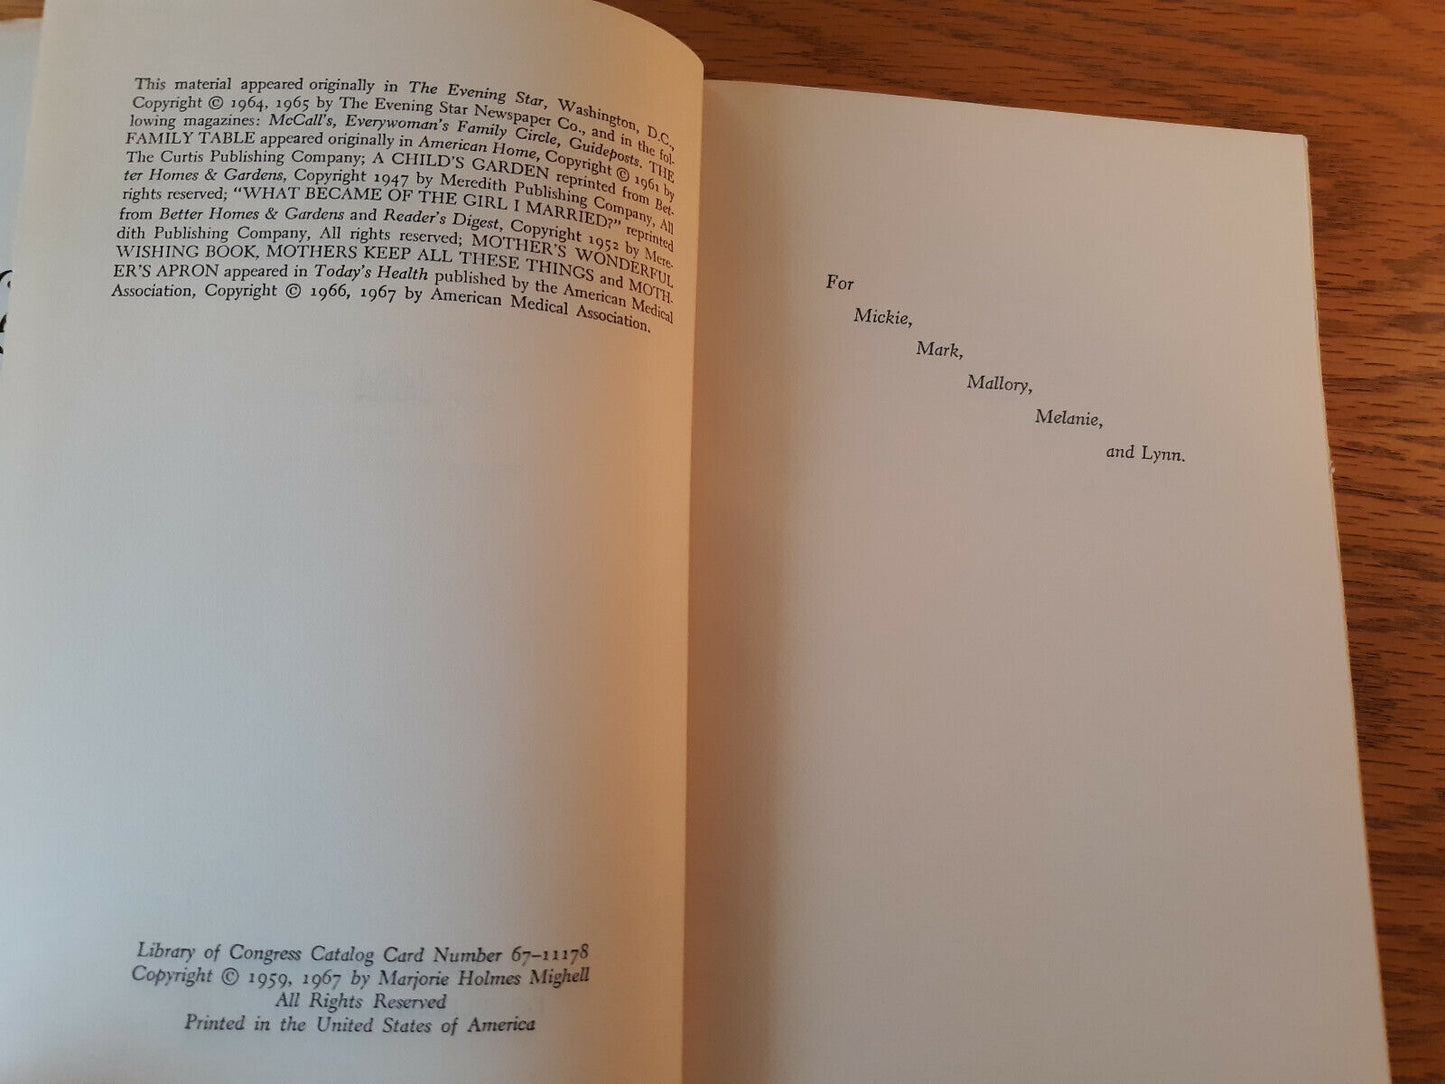 This material appeared originally in The Evening Star, Washington, D.C.,
Copyright © 1964, 1965 by The Evening Star Newspaper Co., and in the fol-
lowing magazines: McCall's, Everywoman's Family Circle, Guideposts. THE
FAMILY TABLE appeared originally in American Home, Copyright © 1961 by
The Curtis Publishing Company; A CHILD'S GARDEN reprinted from Bet-
ter Homes & Gardens, Copyright 1947 by Meredith Publishing Company, All
rights reserved; "WHAT BECAME OF THE GIRL I MARRIED?" reprinted
from Better Homes & Gardens and Reader's Digest, Copyright 1952 by Mere-
dith Publishing Company, All rights reserved; MOTHER'S WONDERFUL
WISHING BOOK, MOTHERS KEEP ALL THESE THINGS and MOTH-
ER'S APRON appeared in Today's Health published by the American Medical
Association, Copyright © 1966, 1967 by American Medical Association.
Library of Congress Catalog Card Number 67-11178
Copyright © 1959, 1967 by Marjorie Holmes Mighell
All Rights Reserved
Printed in the United States of America
For
Mickie,
Mark,
Mallory,
Melanie,
and Lynn.